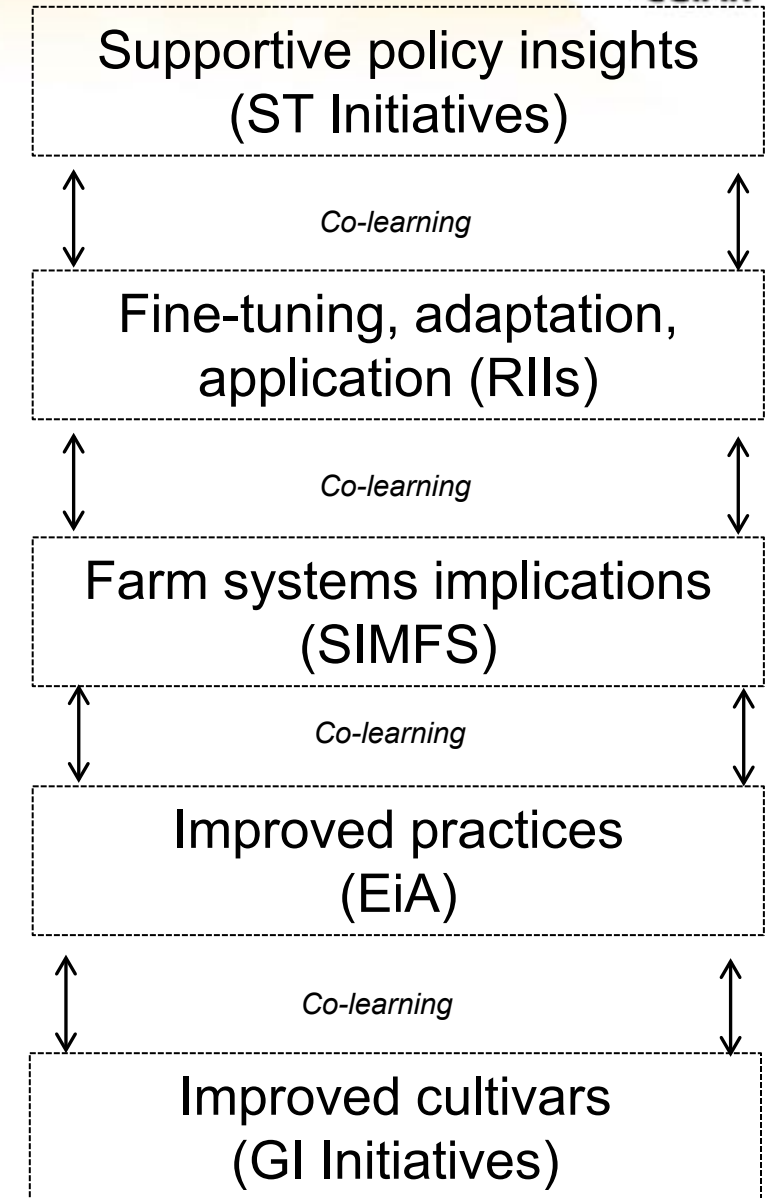 Supportive policy insights
(ST Initiatives)
Co-learning
Fine-tuning, adaptation,
application (RIIs)
Co-learning
Farm systems implications
(SIMFS)
Co-learning
Improved practices
(EiA)
Co-learning
Improved cultivars
(GI Initiatives)